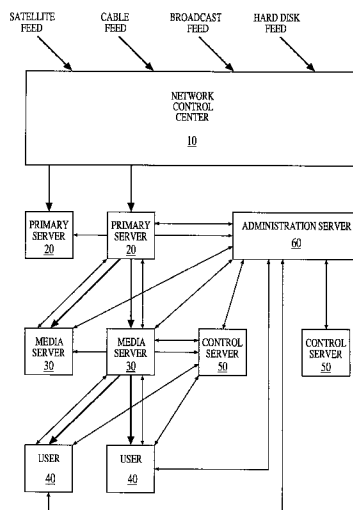 SATELLITE FEED
CABLE FEED
BROADCAST FEED
HARD DISK FEED
NETWORK CONTROL CENTER
10
PRIMARY SERVER
20
PRIMARY SERVER
20
ADMINISTRATION SERVER
60
MEDIA SERVER
30
MEDIA SERVER
30
CONTROL SERVER
50
CONTROL SERVER
50
USER
40
USER
40